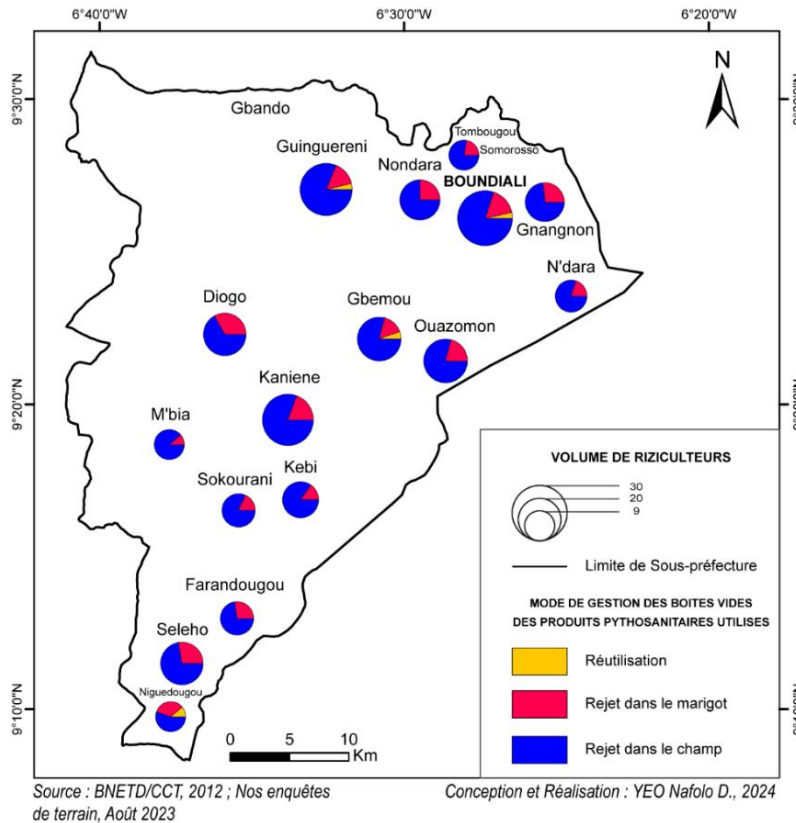 6°40'0"W
6°30'0"W
6°20'0"W
N
9°30'0"N
Gbando
Tombougou
Guinguereni
Somorosso
Nondara
BOUNDIALI
Gnangnon
N'dara
Diogo
Gbemou
Ouazomon
9°20'0"N
Kaniene
M'bia
Sokourani
Kebi
VOLUME DE RIZICULTEURS
30
20
9
Limite de Sous-préfecture
Farandougou
MODE DE GESTION DES BOITES VIDES
DES PRODUITS PYTHOSANITAIRES UTILISES
Seleho
Réutilisation
Niguedougou
Rejet dans le marigot
9°10'0"N
0 5 10
Km
Rejet dans le champ
Source : BNETD/CCT, 2012 ; Nos enquêtes
de terrain, Août 2023
Conception et Réalisation : YEO Nafolo D., 2024